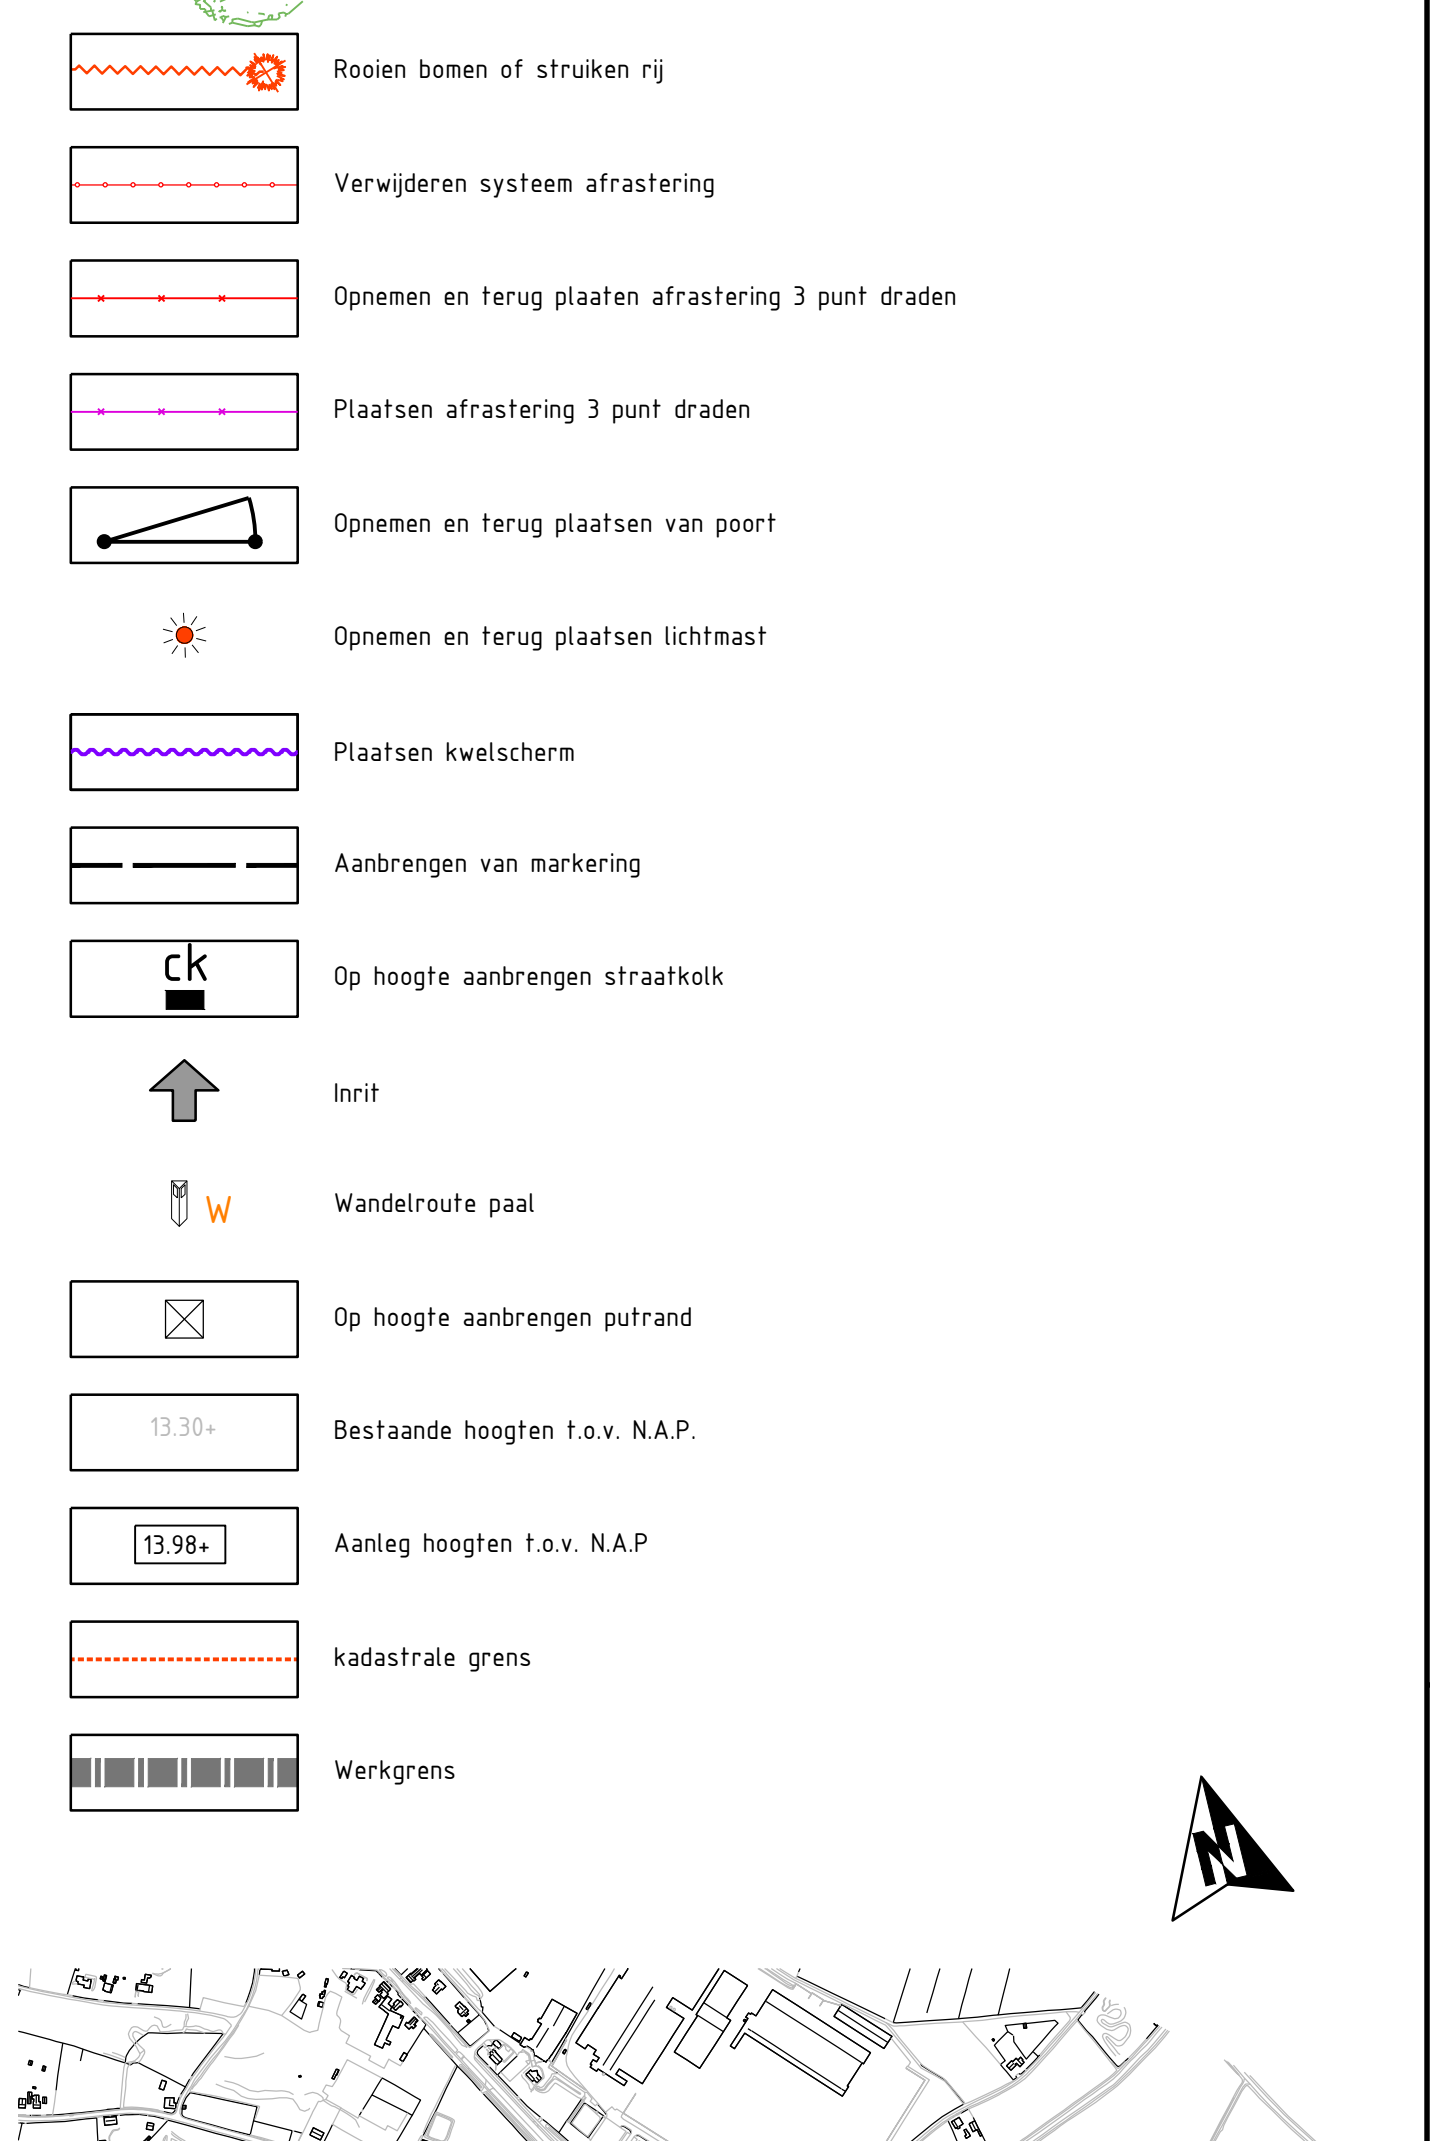 Rooien bomen of struiken rij
Verwijderen systeem afrastering
Opnemen en terug plaaten afrastering 3 punt draden
Plaatsen afrastering 3 punt draden
Opnemen en terug plaatsen van poort
Opnemen en terug plaatsen lichtmast
Plaatsen kwelscherm
Aanbrengen van markering
ck
Op hoogte aanbrengen straatkolk
Inrit
W
Wandelroute paal
Op hoogte aanbrengen putrand
13.30+
Bestaande hoogten t.o.v. N.A.P.
13.98+
Aanleg hoogten t.o.v. N.A.P
kadastrale grens
Werkgrens
N